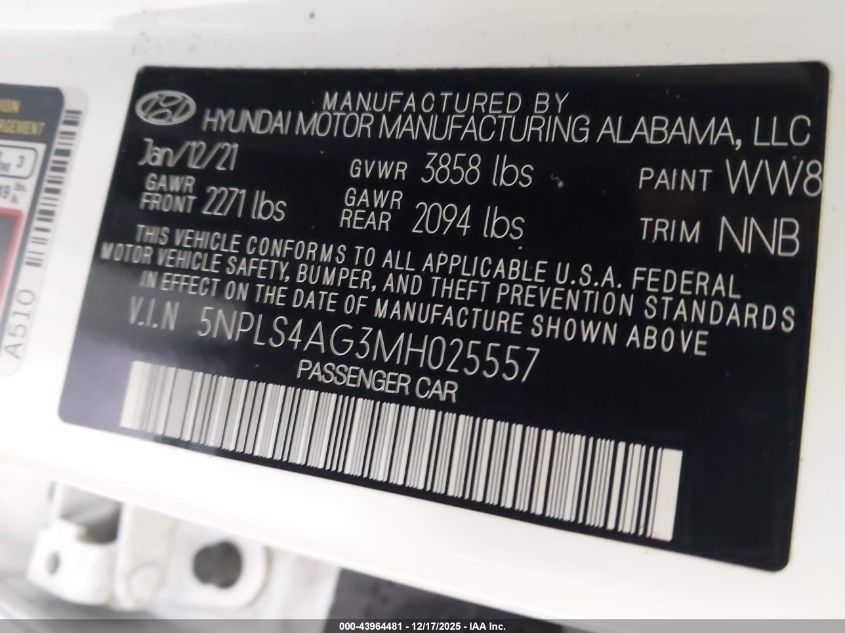 MANUFACTURED BY
HYUNDAI MOTOR MANUFACTURING ALABAMA, LLC
Jan/12/21 GVWR 3858 lbs PAINT WW8
GAWR FRONT 2271 lbs GAWR REAR 2094 lbs TRIM NNB
THIS VEHICLE CONFORMS TO ALL APPLICABLE U.S.A. FEDERAL
MOTOR VEHICLE SAFETY, BUMPER, AND THEFT PREVENTION STANDARDS
IN EFFECT ON THE DATE OF MANUFACTURE SHOWN ABOVE
V.I.N 5NPLS4AG3MH025557
PASSENGER CAR
A510
000-43964481 - 12/17/2025 - IAA Inc.